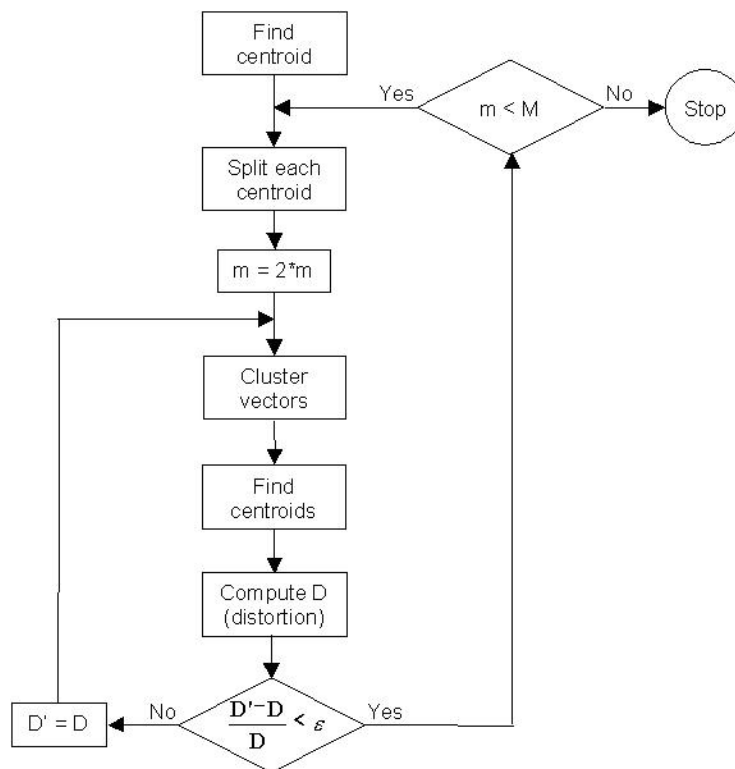 Find
centroid
Yes
m < M
No
Stop
Split each
centroid
m = 2*m
Cluster
vectors
Find
centroids
Compute D
(distortion)
D' = D
No
D'-D
D
< ε
Yes